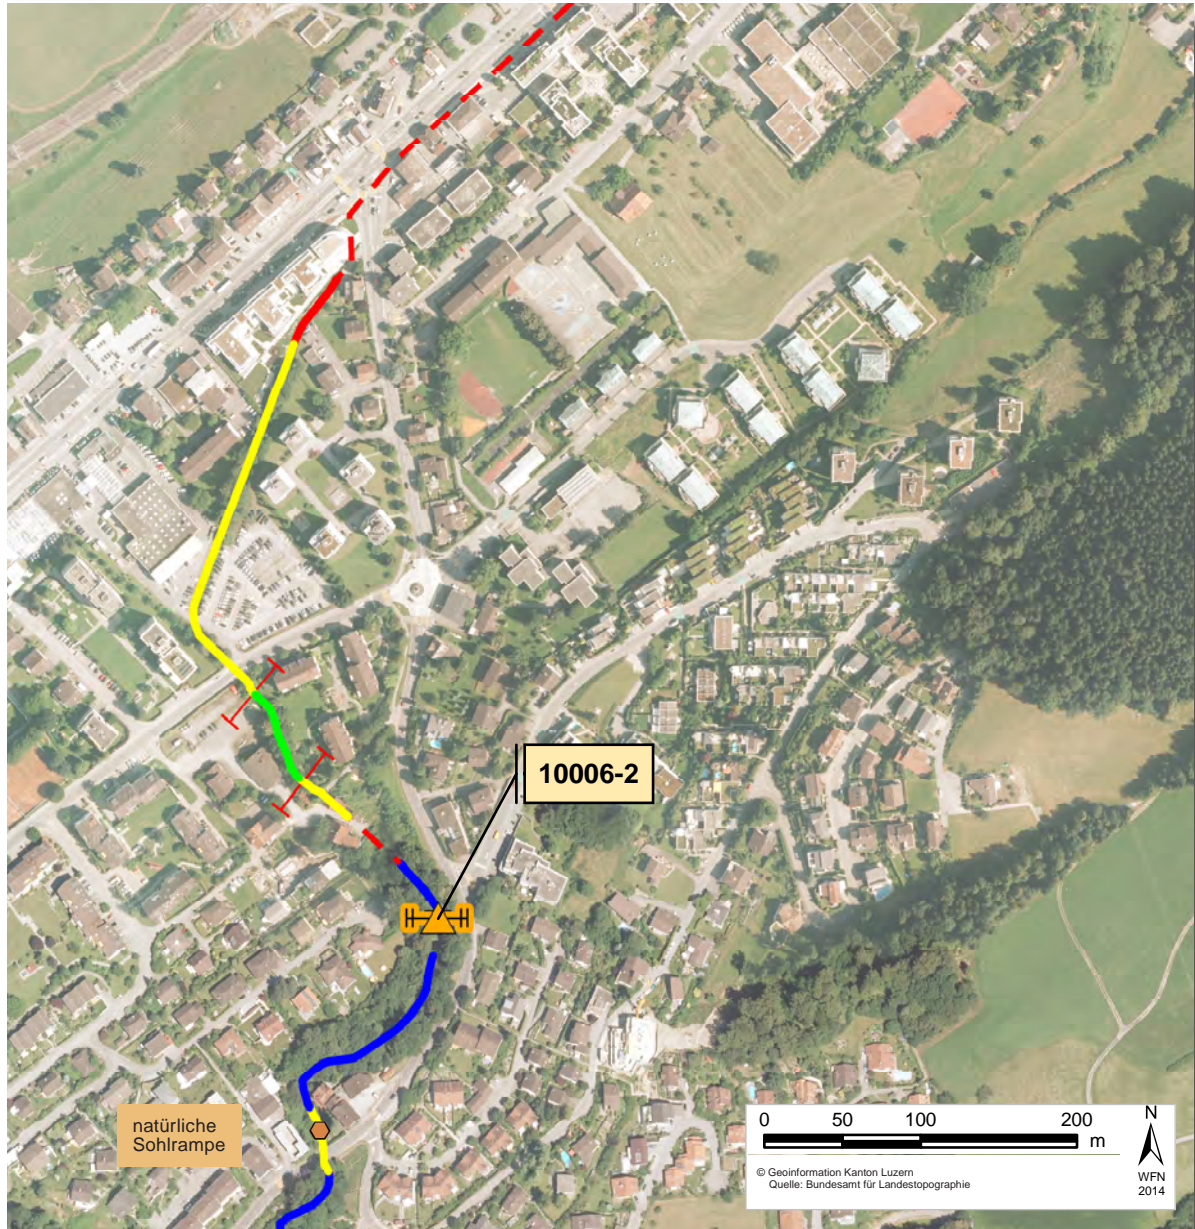 10006-2
natürliche
Sohlrampe
0 50 100 200
m
© Geoinformation Kanton Luzern
Quelle: Bundesamt für Landestopographie
N
WFN
2014